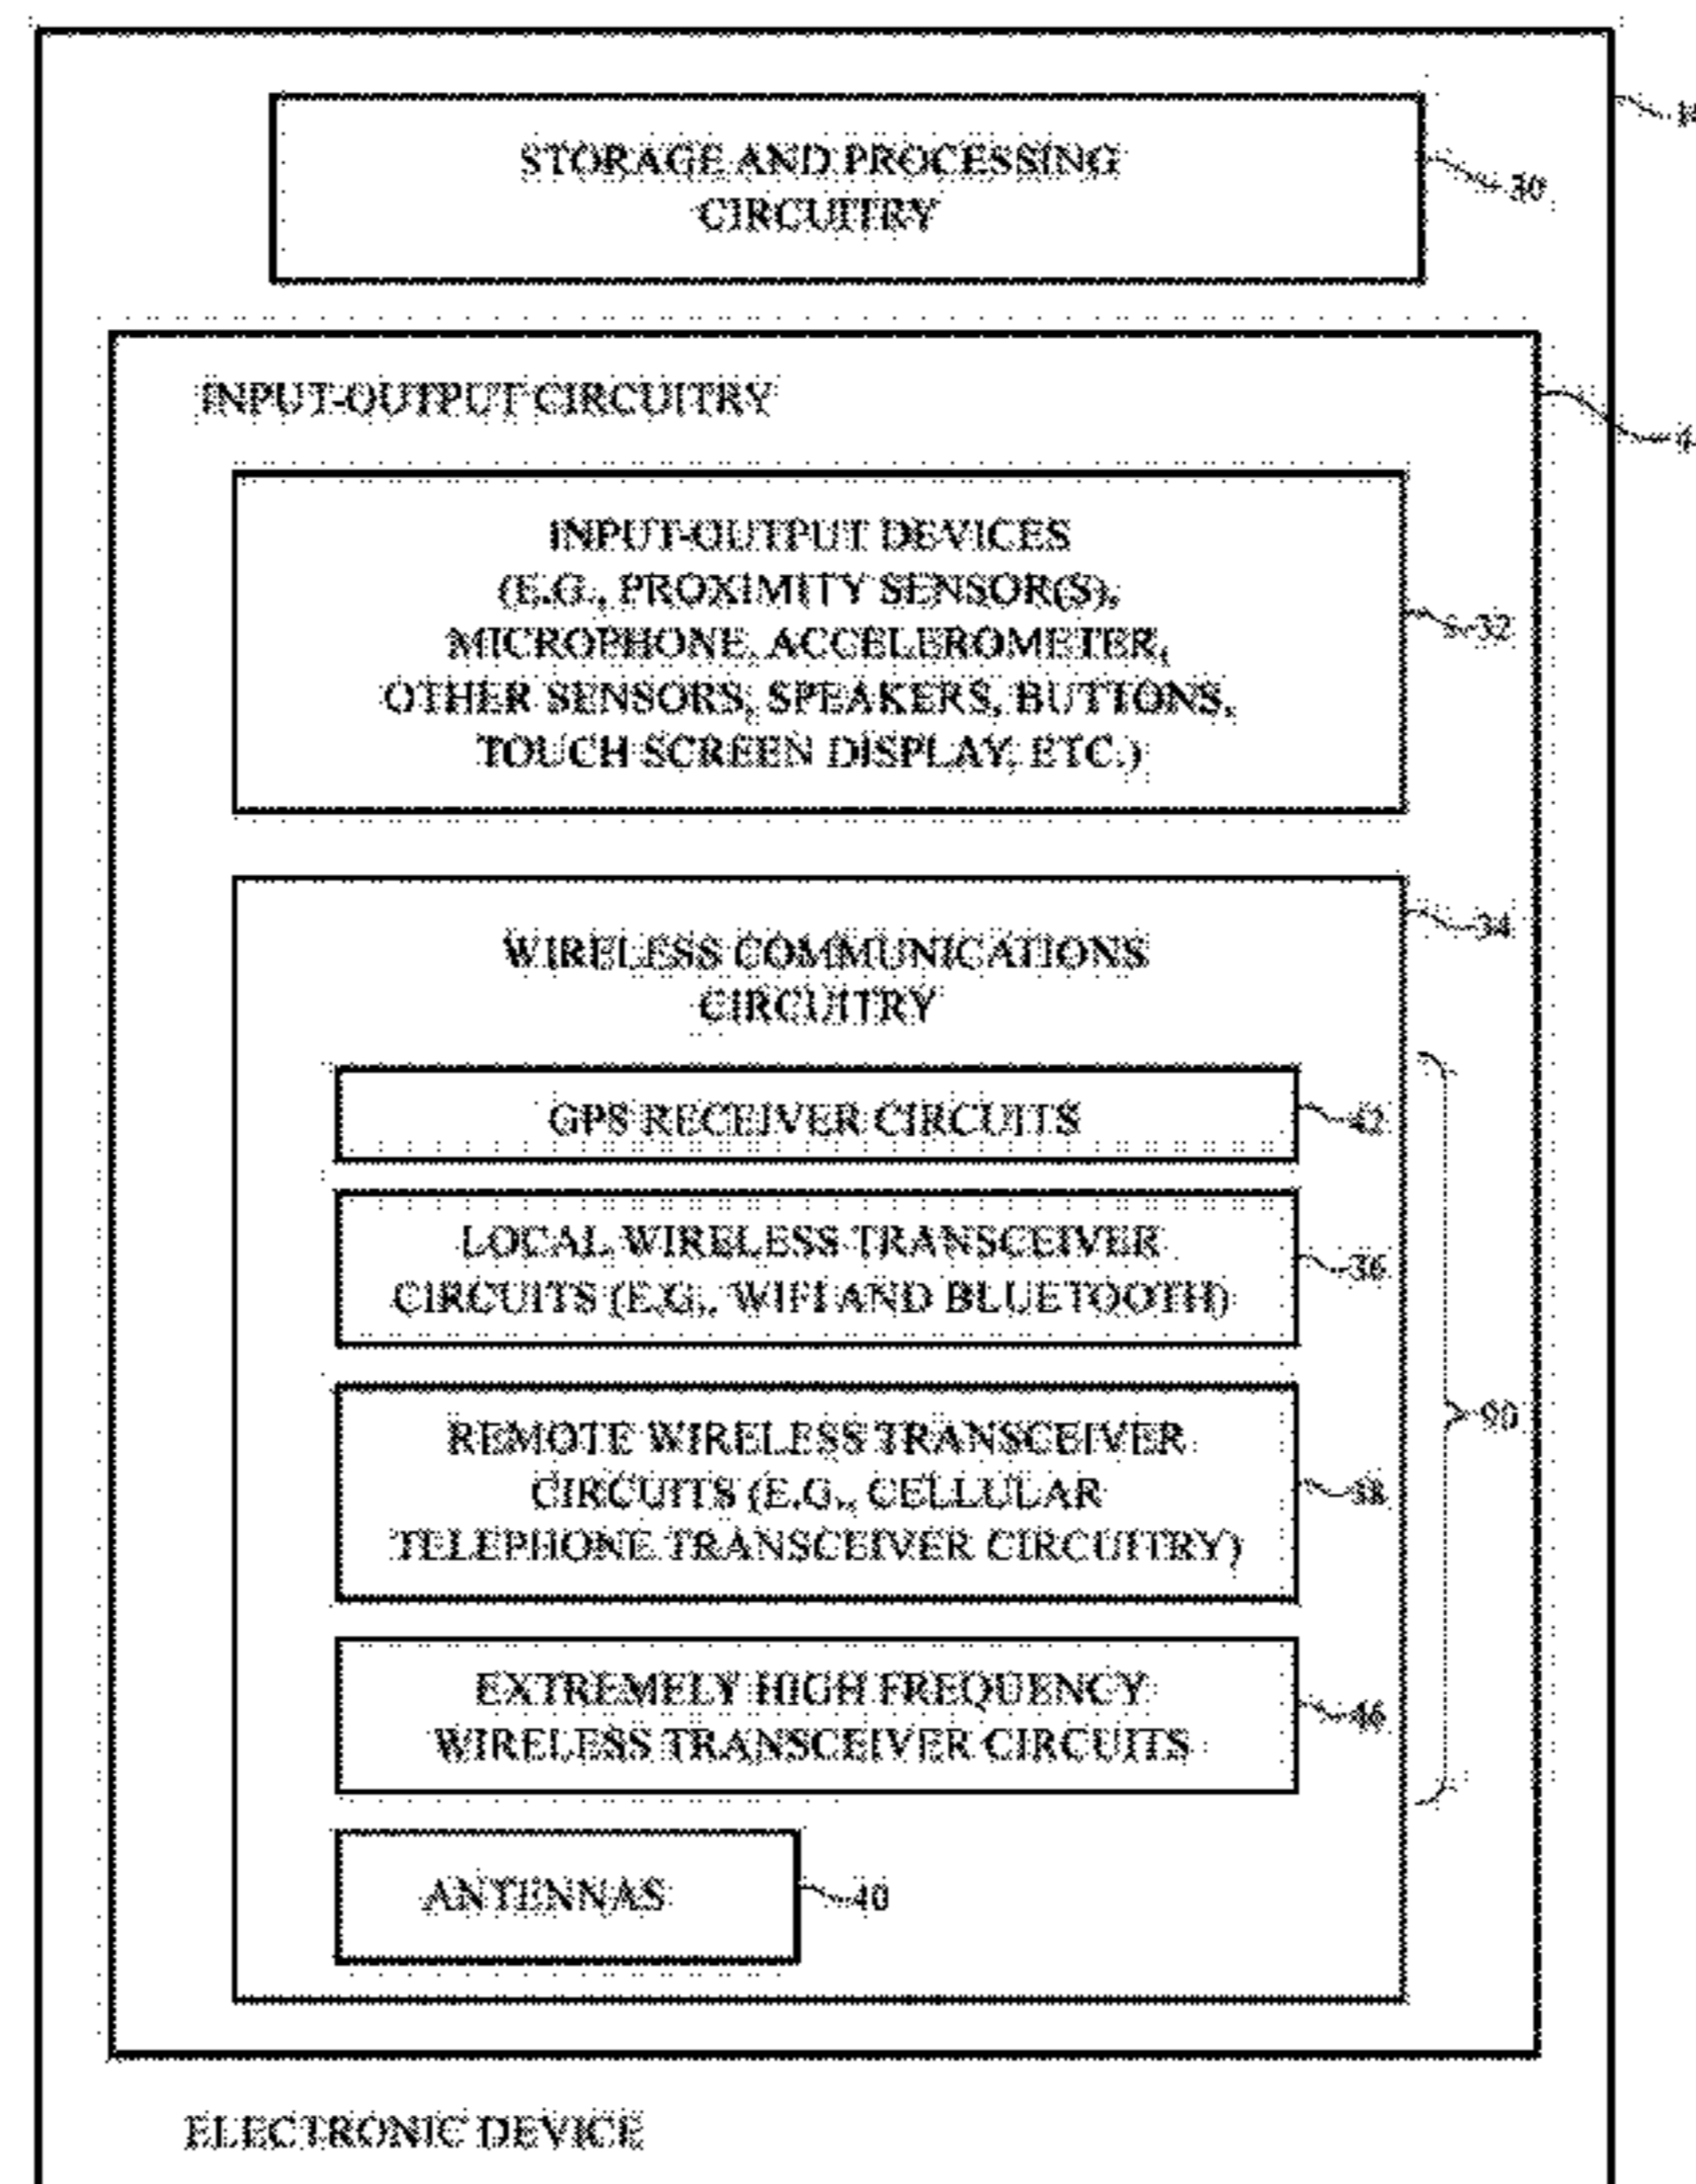 STORAGE AND PROCESSING
CIRCUITRY
30
INPUT-OUTPUT CIRCUITRY
INPUT-OUTPUT DEVICES
(E.G., PROXIMITY SENSOR(S),
MICROPHONE, ACCELEROMETER,
OTHER SENSORS, SPEAKERS, BUTTONS,
TOUCH SCREEN DISPLAY, ETC.)
32
34
WIRELESS COMMUNICATIONS
CIRCUITRY
GPS RECEIVER CIRCUITS
42
LOCAL WIRELESS TRANSCEIVER
CIRCUITS (E.G., WIFI AND BLUETOOTH)
36
90
REMOTE WIRELESS TRANSCEIVER
CIRCUITS (E.G., CELLULAR
TELEPHONE TRANSCEIVER CIRCUITRY)
38
EXTREMELY HIGH FREQUENCY
WIRELESS TRANSCEIVER CIRCUITS
46
ANTENNAS
40
ELECTRONIC DEVICE